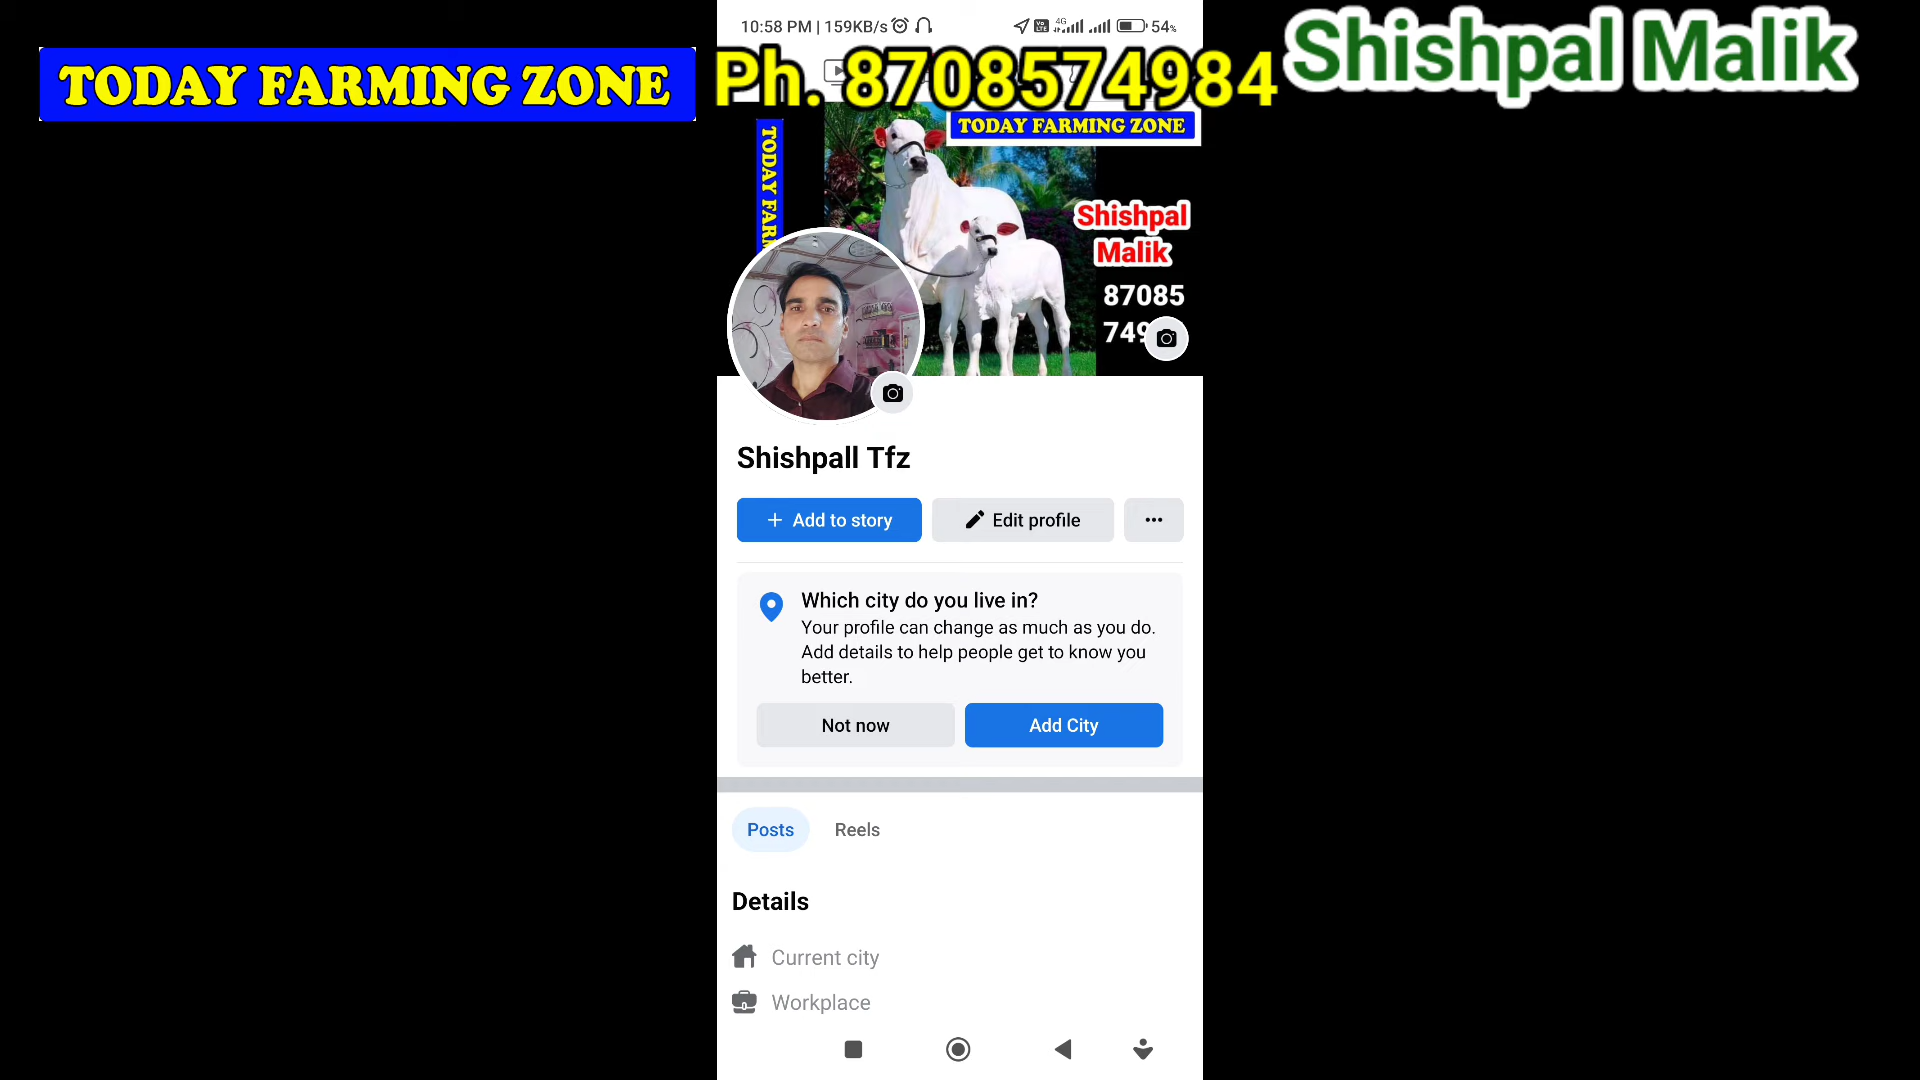 10:58 PM | 159KB/s
4G
54%
TODAY FARMING ZONE
Ph. 8708574984
Shishpal Malik
TODAY FARMING ZONE
TODAY FARM
Shishpal
Malik
87085
749
Shishpall Tfz
+ Add to story
Edit profile
...
Which city do you live in?
Your profile can change as much as you do.
Add details to help people get to know you
better.
Not now
Add City
Posts
Reels
Details
Current city
Workplace